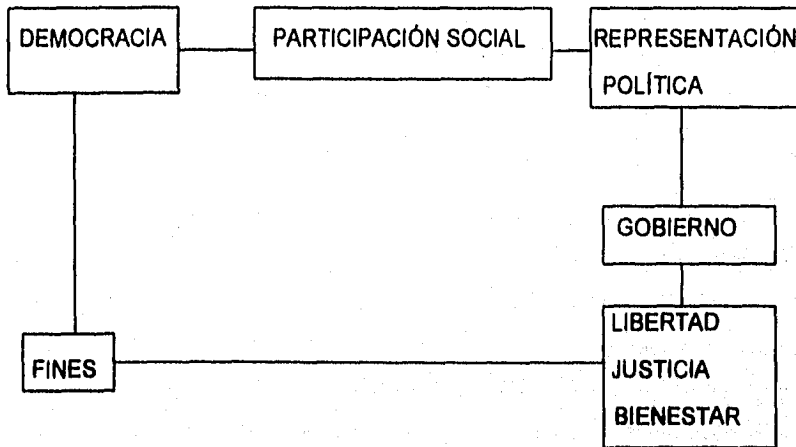 DEMOCRACIA
PARTICIPACIÓN SOCIAL
REPRESENTACIÓN
POLÍTICA
GOBIERNO
FINES
LIBERTAD
JUSTICIA
BIENESTAR